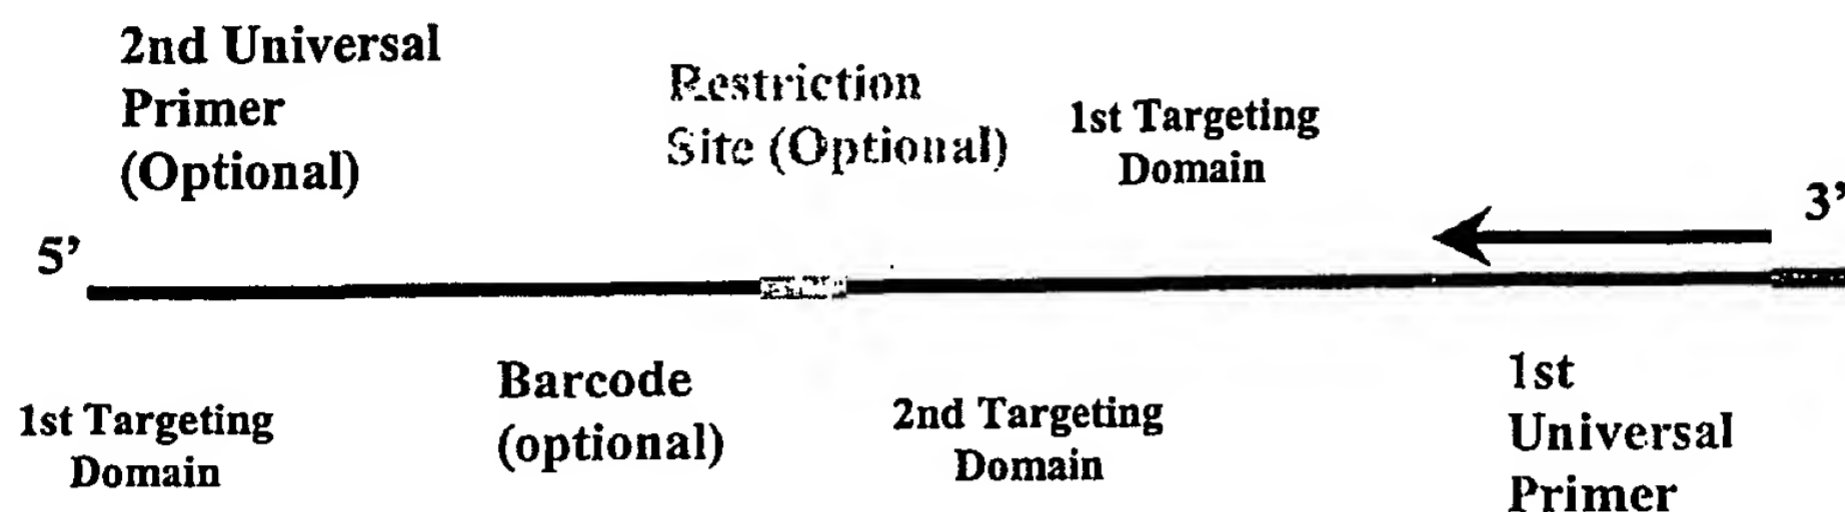 2nd Universal
Primer
(Optional)
Restriction
Site (Optional)
1st Targeting
Domain
5’
3’
1st Targeting
Domain
Barcode
(optional)
2nd Targeting
Domain
1st
Universal
Primer